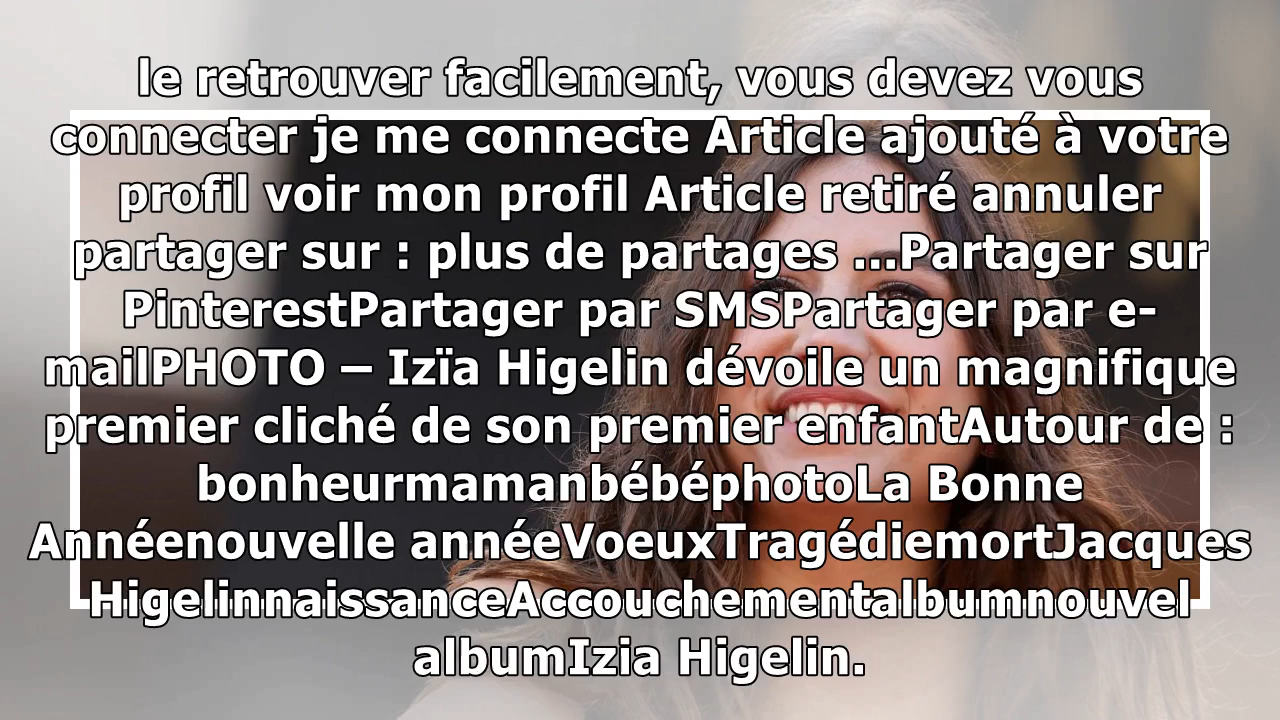 le retrouver facilement, vous devez vous
connecter je me connecte Article ajouté à votre
profil voir mon profil Article retiré annuler
partager sur : plus de partages ...Partager sur
PinterestPartager par SMSPartager par e-
mailPHOTO – Izïa Higelin dévoile un magnifique
premier cliché de son premier enfantAutour de :
bonheurmamanbébéphotoLa Bonne
Annéenouvelle annéeVoeuxTragédiemortJacques
HigelinnaissanceAccouchementalbumnouvel
albumIzia Higelin.